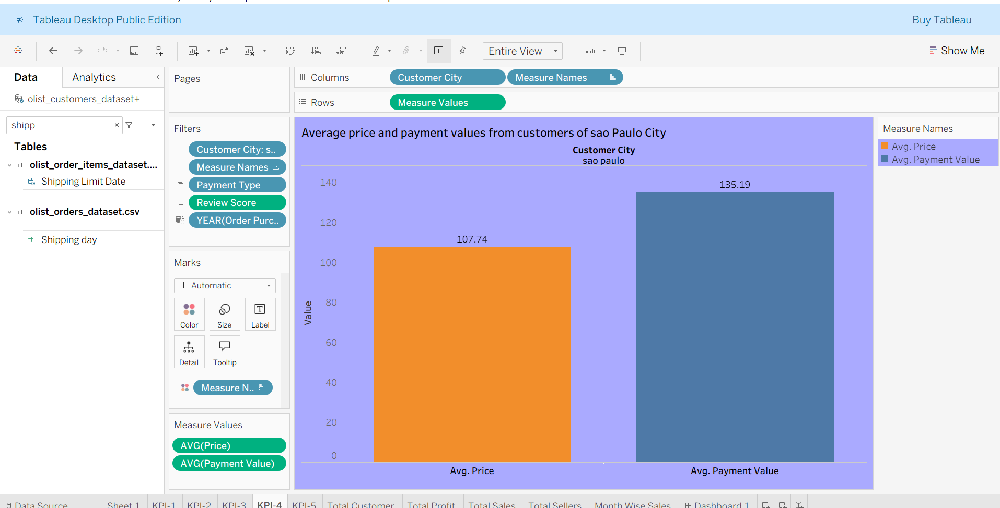 Tableau Desktop Public Edition
Buy Tableau
Entire View
Show Me
Data
Analytics
olist_customers_dataset+
shipp
Tables
olist_order_items_dataset....
Shipping Limit Date
olist_orders_dataset.csv
Shipping day
Pages
Filters
Customer City: s..
Measure Names
Payment Type
Review Score
YEAR(Order Purc..
Marks
Automatic
Color
Size
Label
Detail
Tooltip
Measure N..
Measure Values
AVG(Price)
AVG(Payment Value)
Columns
Customer City
Measure Names
Rows
Measure Values
Average price and payment values from customers of sao Paulo City
Customer City
sao paulo
140
120
100
80
60
40
20
0
Value
107.74
135.19
Avg. Price
Avg. Payment Value
Measure Names
Avg. Price
Avg. Payment Value
Data Source
Sheet 1
KPI-1
KPI-2
KPI-3
KPI-4
KPI-5
Total Customer
Total Profit
Total Sales
Total Sellers
Month Wise Sales
Dashboard 1